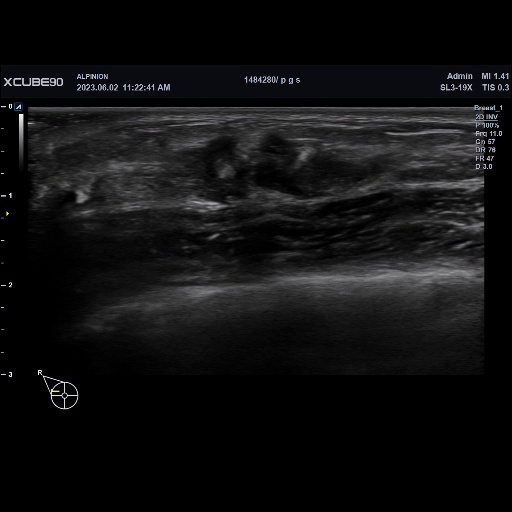 XCUBE90
ALPINION
2023.06.02 11:22:41 AM
1484280/ p g s
Admin MI 1.41
SL3-19X TIS 0.3
Breast_1
2D INV
P 100%
Frq 11.0
Gn 57
DR 76
FR 47
D 3.0
0
1
2
3
R